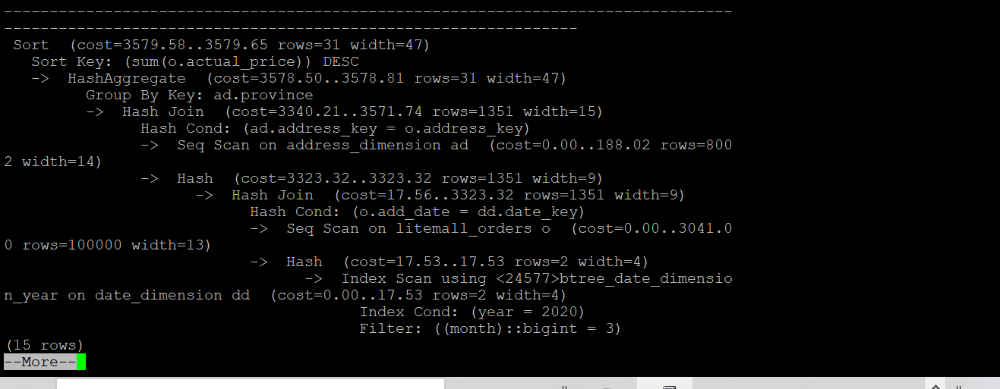 --------------------------------------------------------------------------------
---------------------------------------------------------------
 Sort  (cost=3579.58..3579.65 rows=31 width=47)
   Sort Key: (sum(o.actual_price)) DESC
   ->  HashAggregate  (cost=3578.50..3578.81 rows=31 width=47)
         Group By Key: ad.province
         ->  Hash Join  (cost=3340.21..3571.74 rows=1351 width=15)
               Hash Cond: (ad.address_key = o.address_key)
               ->  Seq Scan on address_dimension ad  (cost=0.00..188.02 rows=800
2 width=14)
               ->  Hash  (cost=3323.32..3323.32 rows=1351 width=9)
                     ->  Hash Join  (cost=17.56..3323.32 rows=1351 width=9)
                           Hash Cond: (o.add_date = dd.date_key)
                           ->  Seq Scan on litemall_orders o  (cost=0.00..3041.0
0 rows=100000 width=13)
                           ->  Hash  (cost=17.53..17.53 rows=2 width=4)
                                 ->  Index Scan using <24577>btree_date_dimensio
n_year on date_dimension dd  (cost=0.00..17.53 rows=2 width=4)
                                       Index Cond: (year = 2020)
                                       Filter: ((month)::bigint = 3)
(15 rows)
--More--